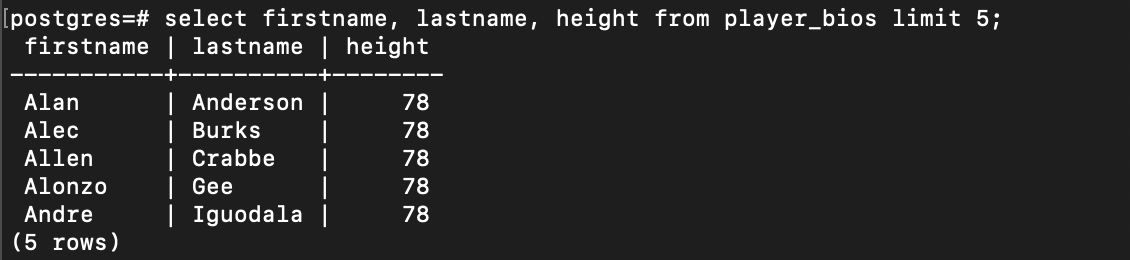 [postgres=# select firstname, lastname, height from player_bios limit 5;
 firstname | lastname | height
-----------+----------+--------
 Alan      | Anderson |     78
 Alec      | Burks    |     78
 Allen     | Crabbe   |     78
 Alonzo    | Gee      |     78
 Andre     | Iguodala |     78
(5 rows)